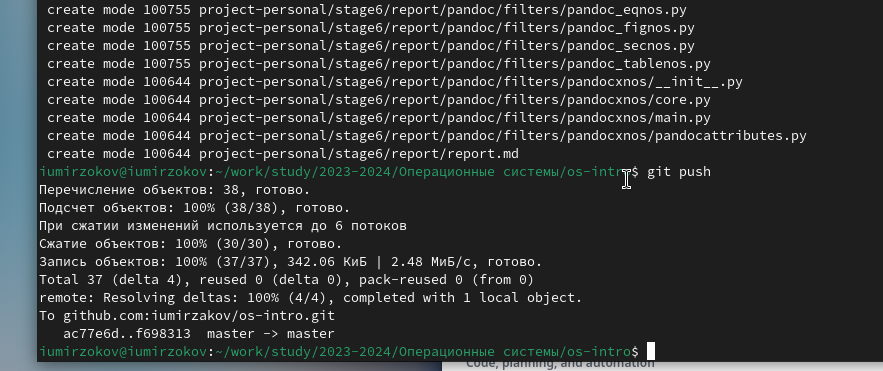 create mode 100755 project-personal/stage6/report/pandoc/filters/pandoc_eqnos.py
create mode 100755 project-personal/stage6/report/pandoc/filters/pandoc_fignos.py
create mode 100755 project-personal/stage6/report/pandoc/filters/pandoc_secnos.py
create mode 100755 project-personal/stage6/report/pandoc/filters/pandoc_tablenos.py
create mode 100644 project-personal/stage6/report/pandoc/filters/pandocxnos/__init__.py
create mode 100644 project-personal/stage6/report/pandoc/filters/pandocxnos/core.py
create mode 100644 project-personal/stage6/report/pandoc/filters/pandocxnos/main.py
create mode 100644 project-personal/stage6/report/pandoc/filters/pandocxnos/pandocattributes.py
create mode 100644 project-personal/stage6/report/report.md
iumirzokov@iumirzokov:~/work/study/2023-2024/Операционные системы/os-intro$ git push
Перечисление объектов: 38, готово.
Подсчет объектов: 100% (38/38), готово.
При сжатии изменений используется до 6 потоков
Сжатие объектов: 100% (30/30), готово.
Запись объектов: 100% (37/37), 342.06 КиБ | 2.48 МиБ/с, готово.
Total 37 (delta 4), reused 0 (delta 0), pack-reused 0 (from 0)
remote: Resolving deltas: 100% (4/4), completed with 1 local object.
To github.com:iumirzakov/os-intro.git
ac77e6d..f698313  master -> master
iumirzokov@iumirzokov:~/work/study/2023-2024/Операционные системы/os-intro$
Code, planning, and automation